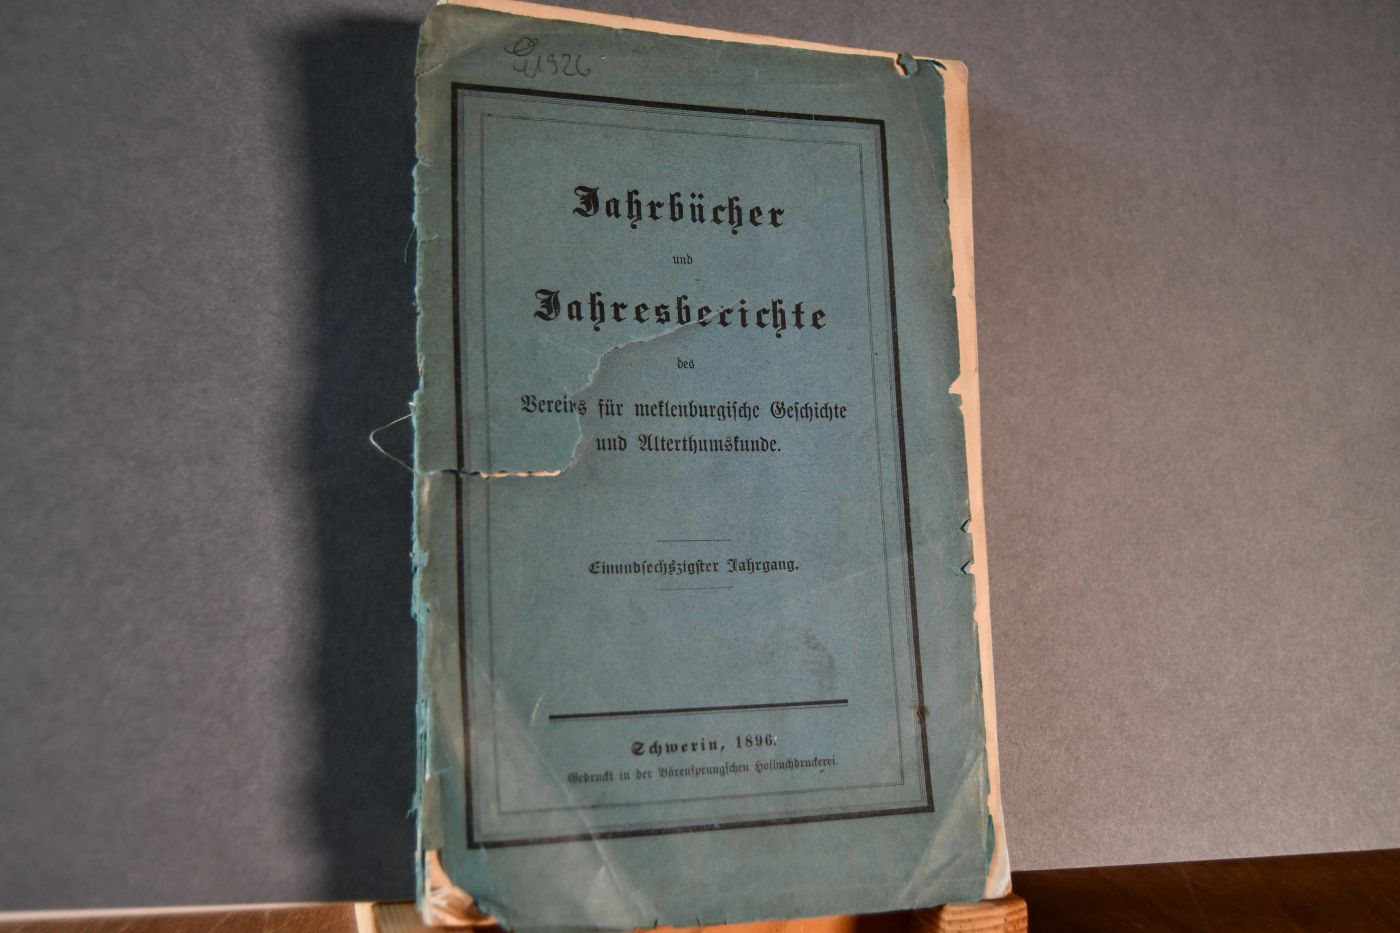 1926
Jahrbücher
und
Jahresberichte
des
Vereins für meklenburgische Geschichte
und Alterthumskunde.
Einundsechszigster Jahrgang.
Schwerin, 1896.
Gedruckt in der Bärensprungschen Hofbuchdruckerei.